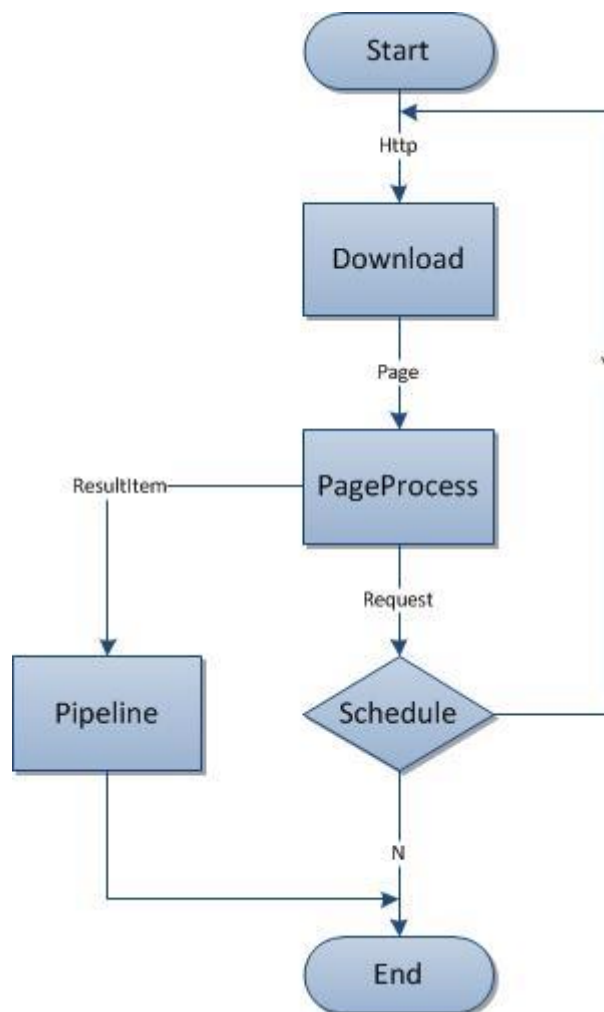 Start
Http
Download
Page
PageProcess
ResultItem
Request
Pipeline
Schedule
N
End